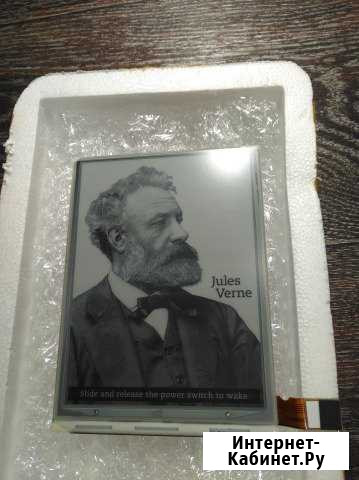 Jules
Verne
Slide and release the power switch to wake
Интернет-
Кабинет.Ру